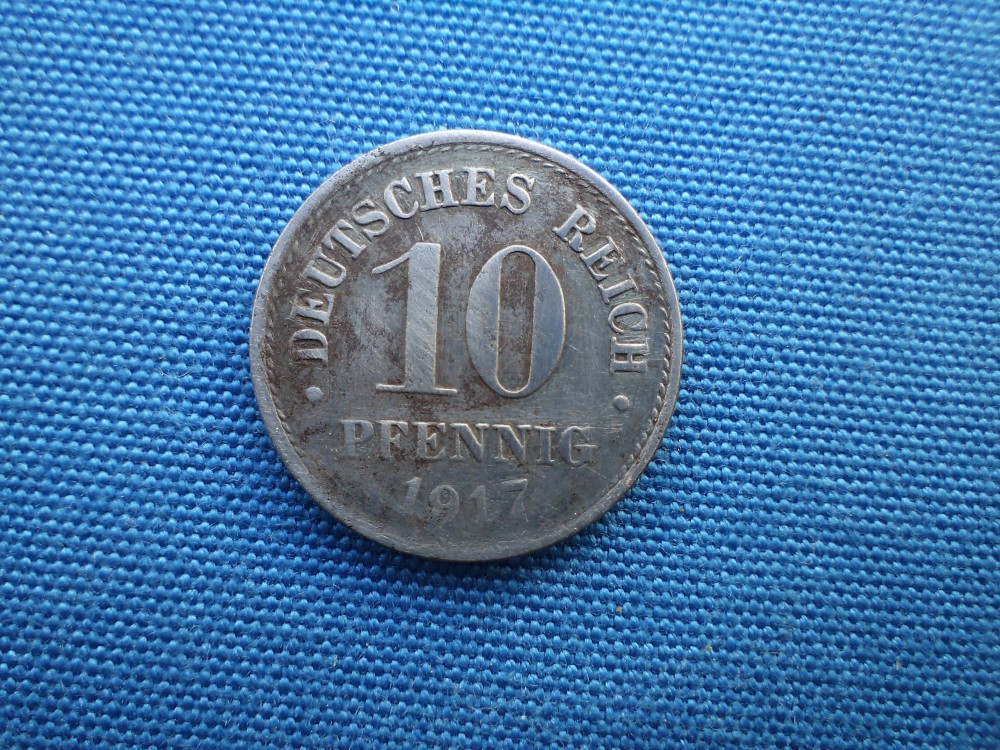 · DEUTSCHES REICH ·
10
PFENNIG
1917